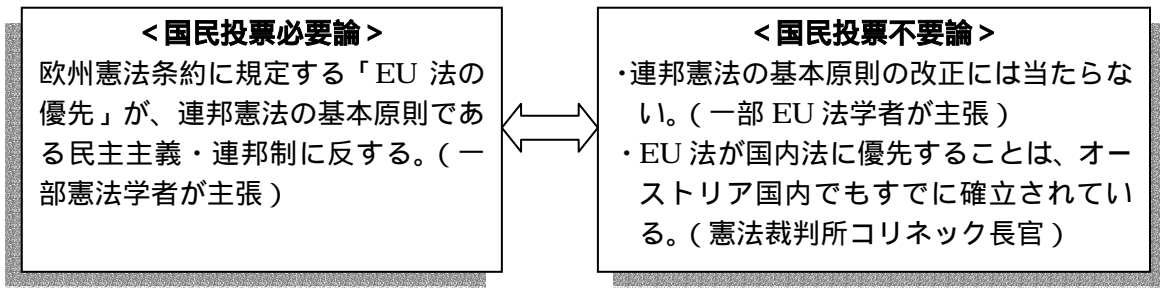 ＜国民投票必要論＞
欧州憲法条約に規定する「EU 法の
優先」が、連邦憲法の基本原則であ
る民主主義・連邦制に反する。（一
部憲法学者が主張）
＜国民投票不要論＞
・連邦憲法の基本原則の改正には当たらな
い。（一部 EU 法学者が主張）
・EU 法が国内法に優先することは、オー
ストリア国内でもすでに確立されてい
る。（憲法裁判所コリネック長官）